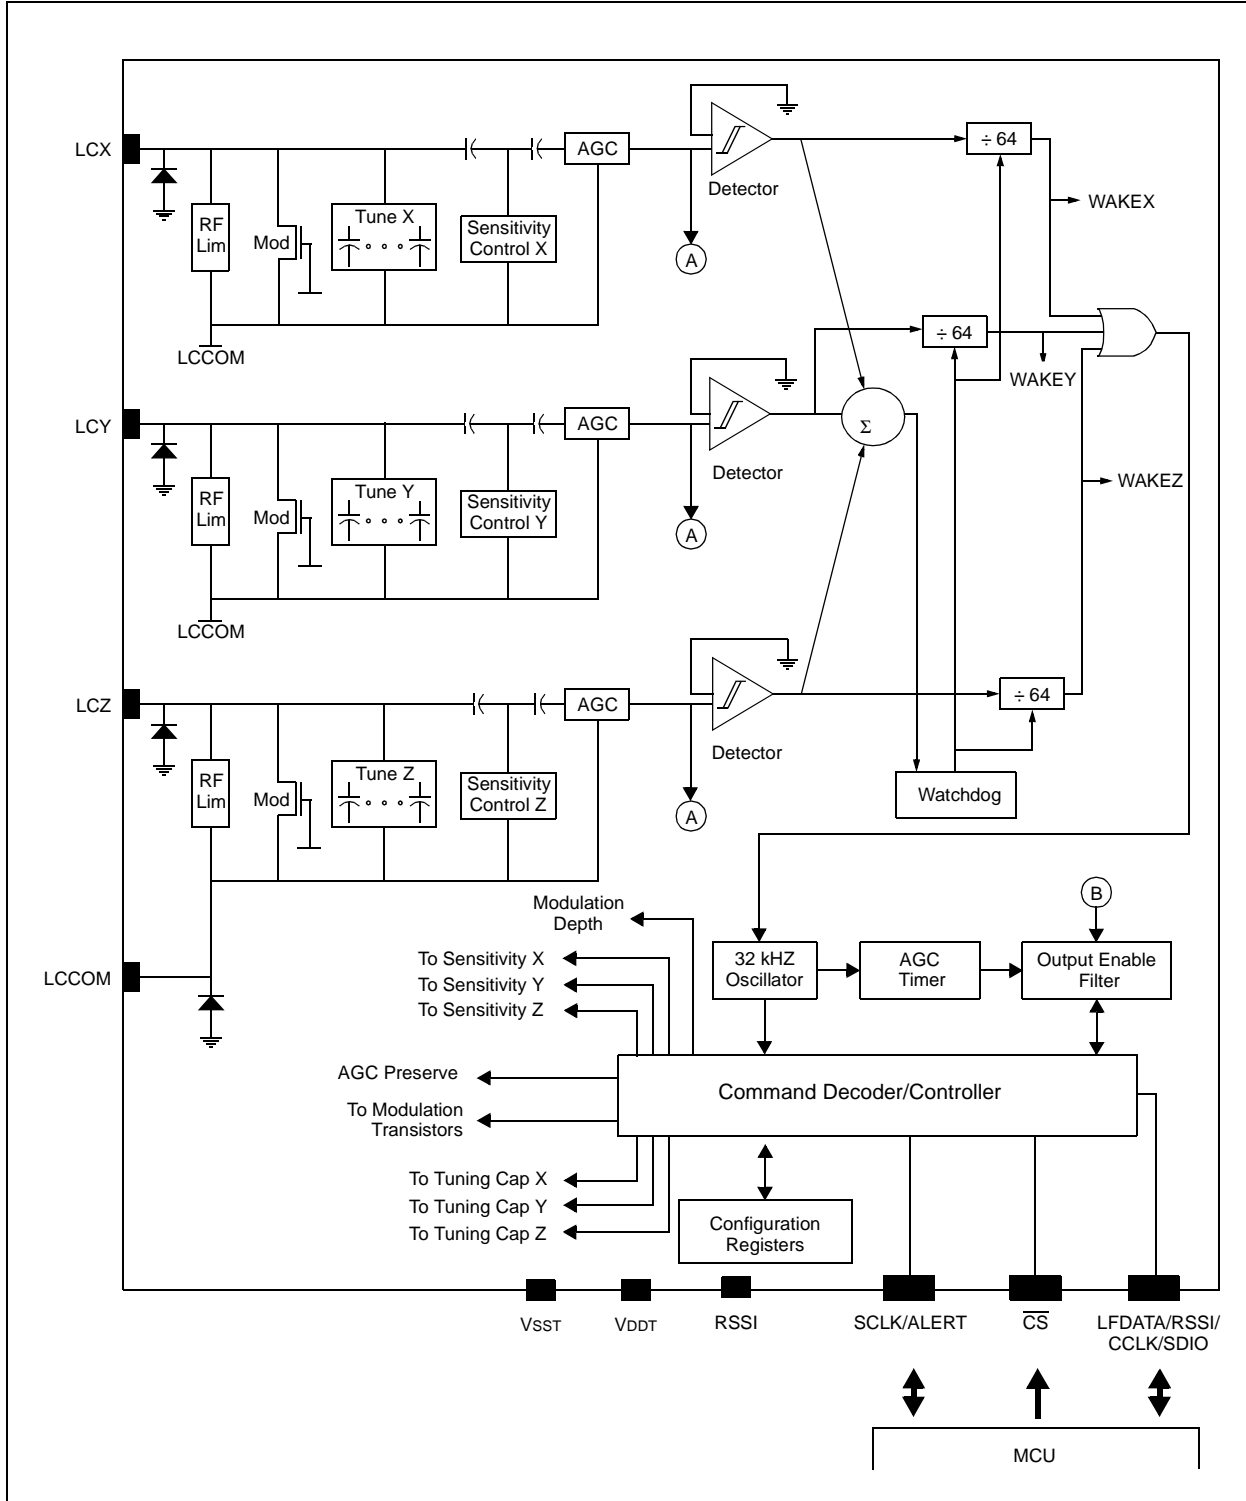 LCX
AGC
÷ 64
Detector
WAKEX
RF
Lim
Mod
Tune X
Sensitivity
Control X
A
LCCOM
÷ 64
WAKEY
LCY
AGC
Σ
Detector
WAKEZ
RF
Lim
Mod
Tune Y
Sensitivity
Control Y
A
LCCOM
LCZ
AGC
÷ 64
Detector
RF
Lim
Mod
Tune Z
Sensitivity
Control Z
A
Watchdog
LCCOM
Modulation
Depth
B
To Sensitivity X
To Sensitivity Y
To Sensitivity Z
32 kHZ
Oscillator
AGC
Timer
Output Enable
Filter
AGC Preserve
To Modulation
Transistors
Command Decoder/Controller
To Tuning Cap X
To Tuning Cap Y
To Tuning Cap Z
Configuration
Registers
VSST
VDDT
RSSI
SCLK/ALERT
CS
LFDATA/RSSI/
CCLK/SDIO
MCU